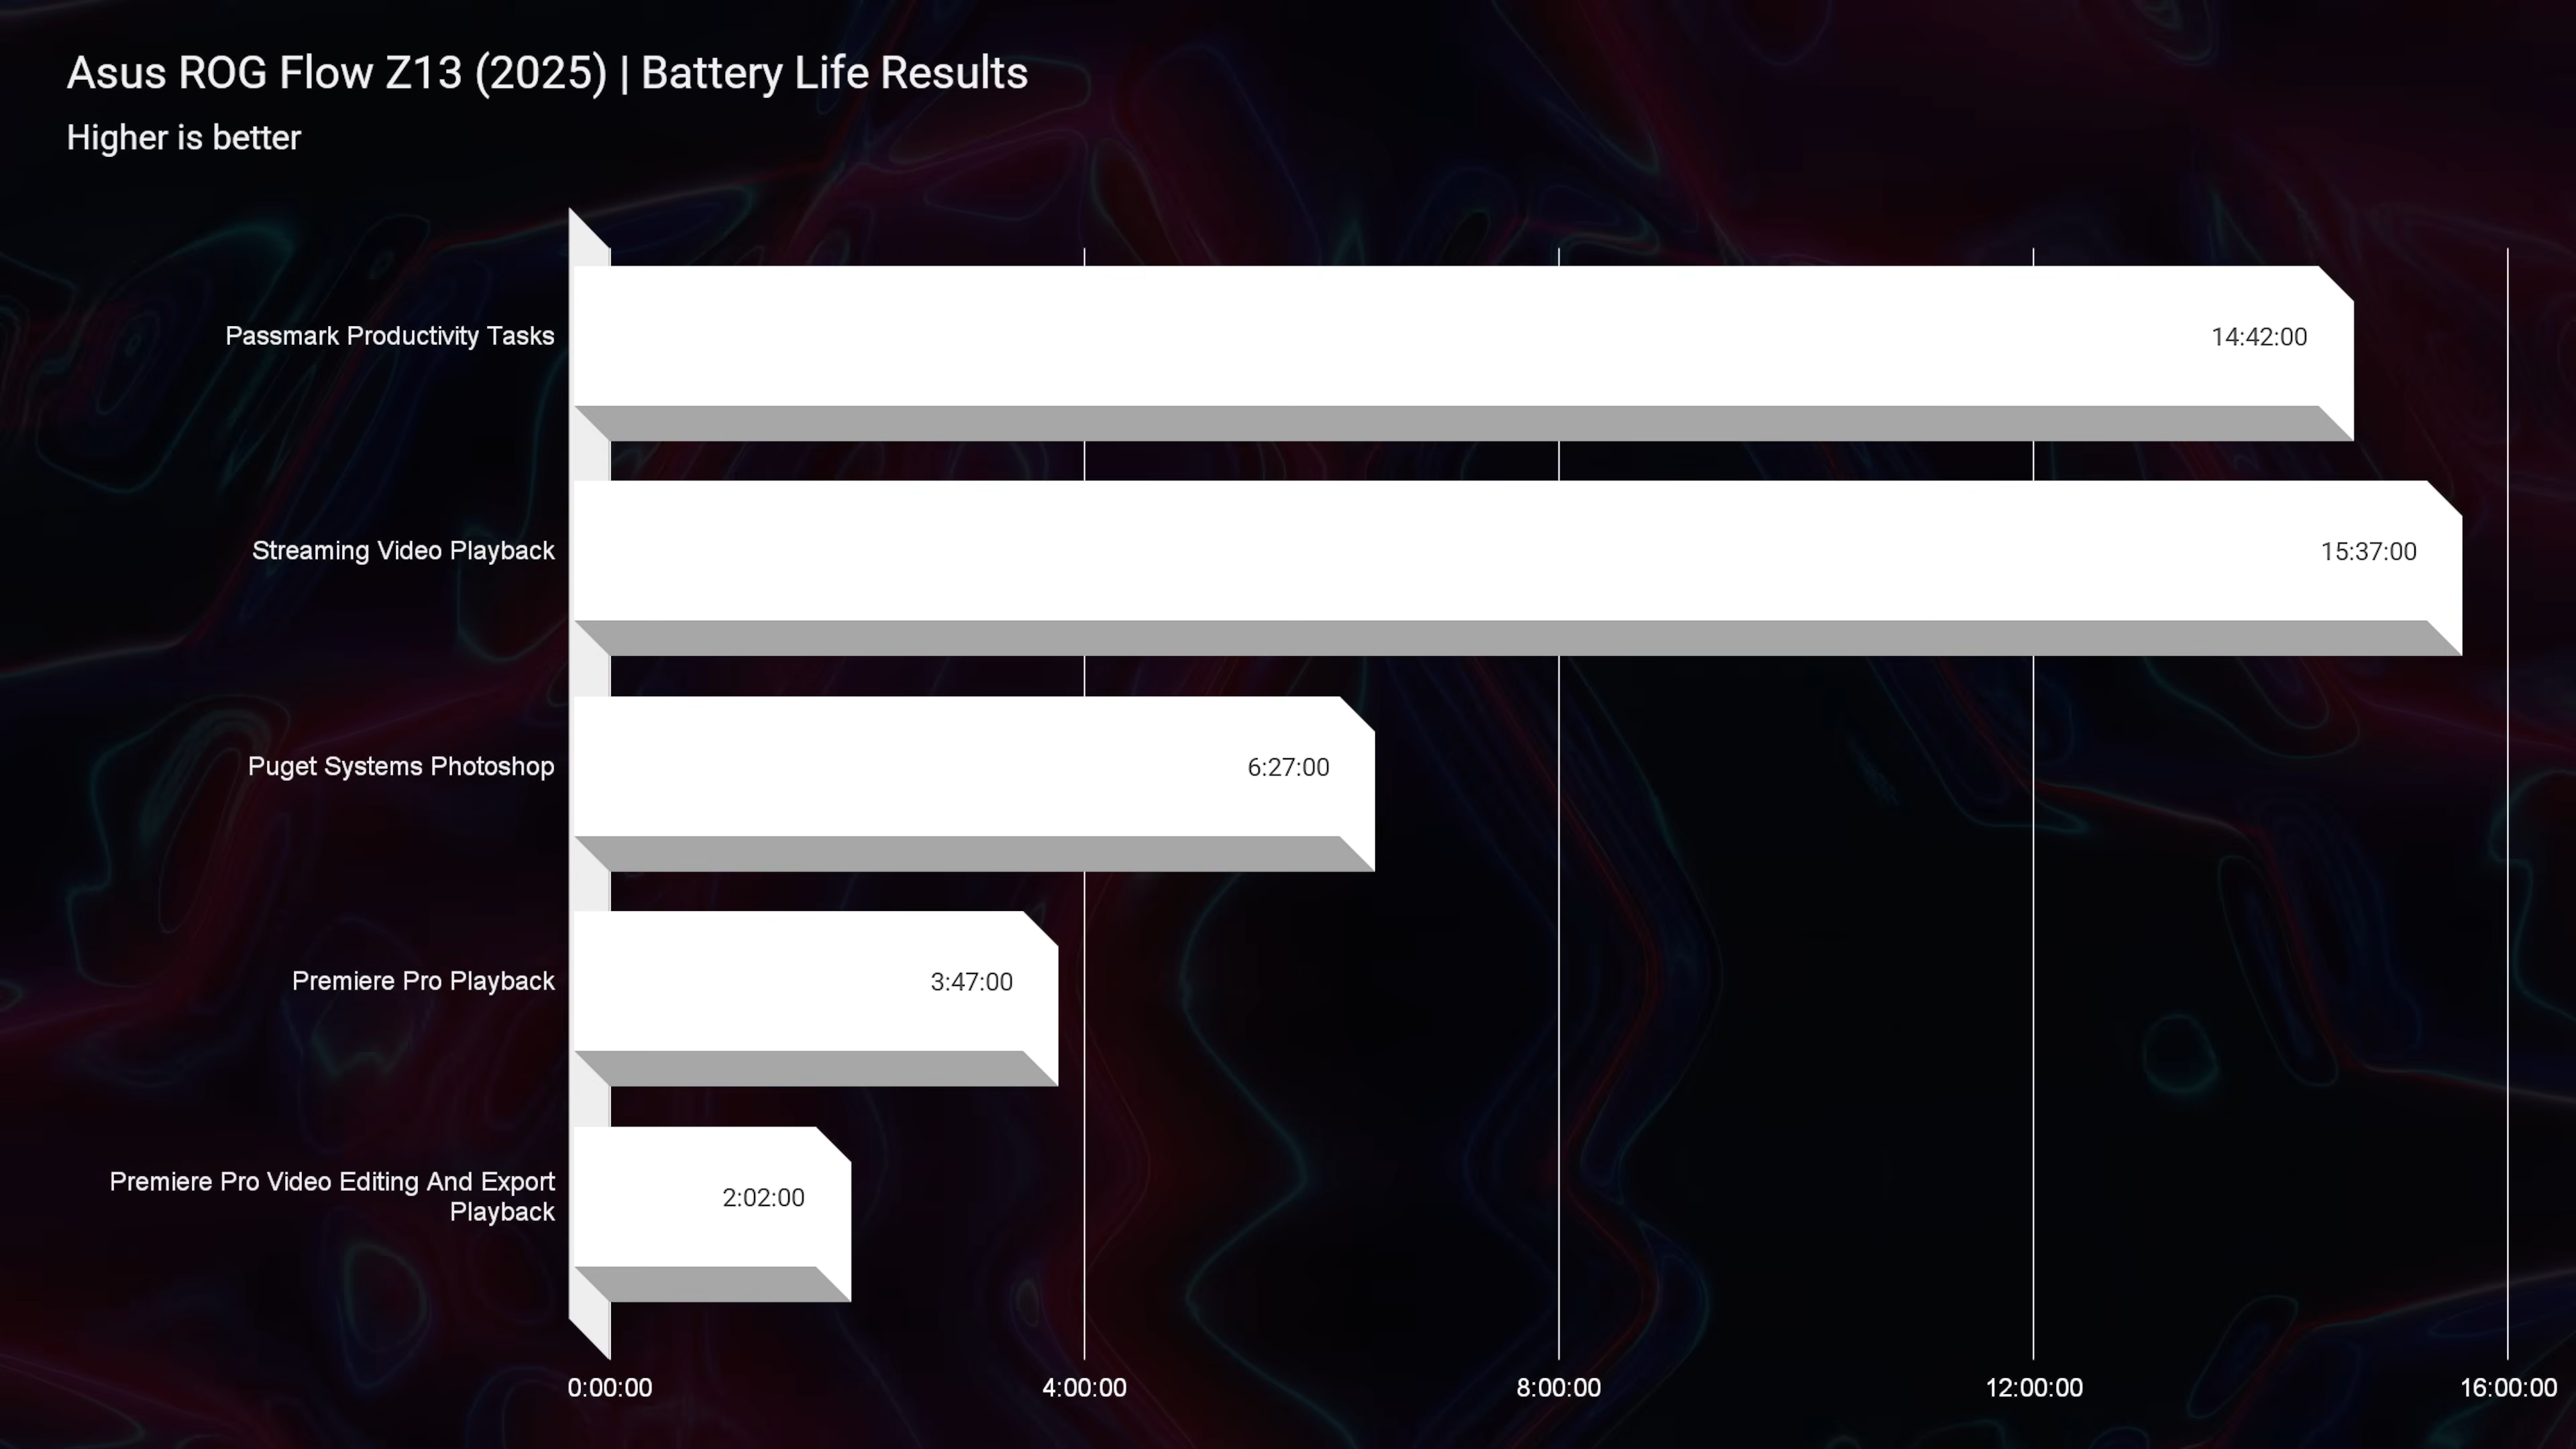 Asus ROG Flow Z13 (2025) | Battery Life Results
Higher is better
Passmark Productivity Tasks
14:42:00
Streaming Video Playback
15:37:00
Puget Systems Photoshop
6:27:00
Premiere Pro Playback
3:47:00
Premiere Pro Video Editing And Export
Playback
2:02:00
0:00:00
4:00:00
8:00:00
12:00:00
16:00:00